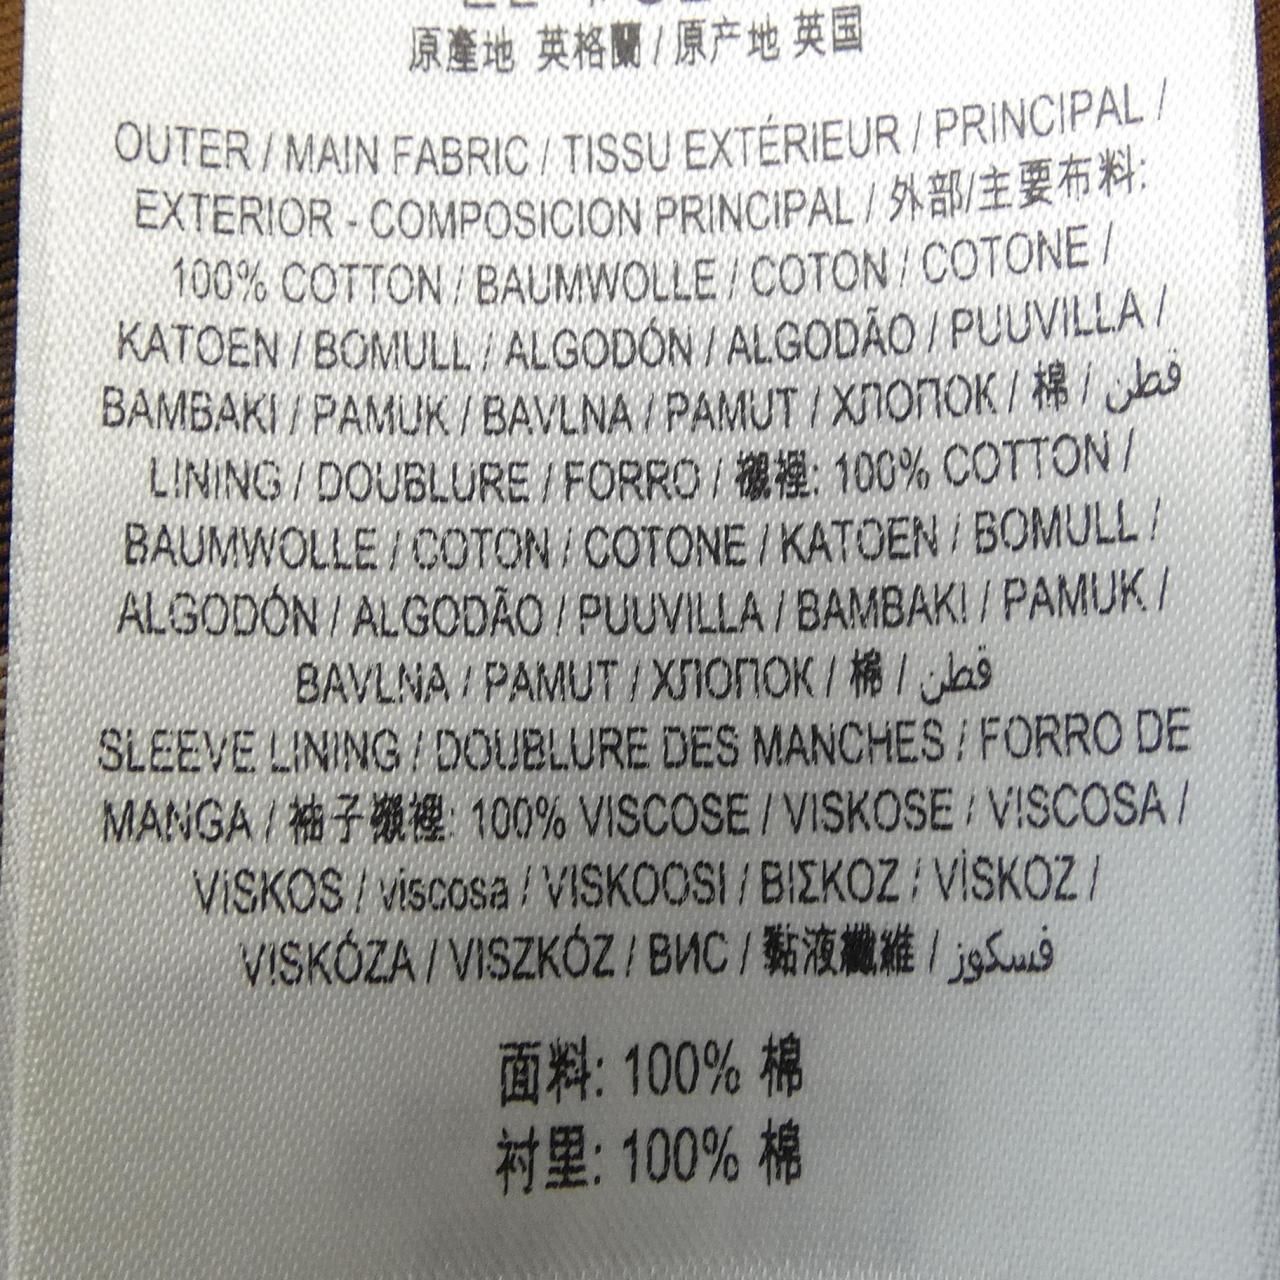 原產地 英格蘭 / 原产地 英国
OUTER / MAIN FABRIC / TISSU EXTÉRIEUR / PRINCIPAL /
EXTERIOR - COMPOSICION PRINCIPAL / 外部/主要布料:
100% COTTON / BAUMWOLLE / COTON / COTONE /
KATOEN / BOMULL / ALGODÓN / ALGODÃO / PUUVILLA /
BAMBAKI / PAMUK / BAVLNA / PAMUT / ХЛОПОК / 棉 / قطن
LINING / DOUBLURE / FORRO / 襯裡: 100% COTTON /
BAUMWOLLE / COTON / COTONE / KATOEN / BOMULL /
ALGODÓN / ALGODÃO / PUUVILLA / BAMBAKI / PAMUK /
BAVLNA / PAMUT / ХЛОПОК / 棉 / قطن
SLEEVE LINING / DOUBLURE DES MANCHES / FORRO DE
MANGA / 袖子襯裡: 100% VISCOSE / VISKOSE / VISCOSA /
VISKOS / viscosa / VISKOOSI / ΒΙΣΚΟΖ / VİSKOZ /
VISKÓZA / VISZKÓZ / ВИС / 黏液纖維 / فسكوز
面料: 100% 棉
衬里: 100% 棉